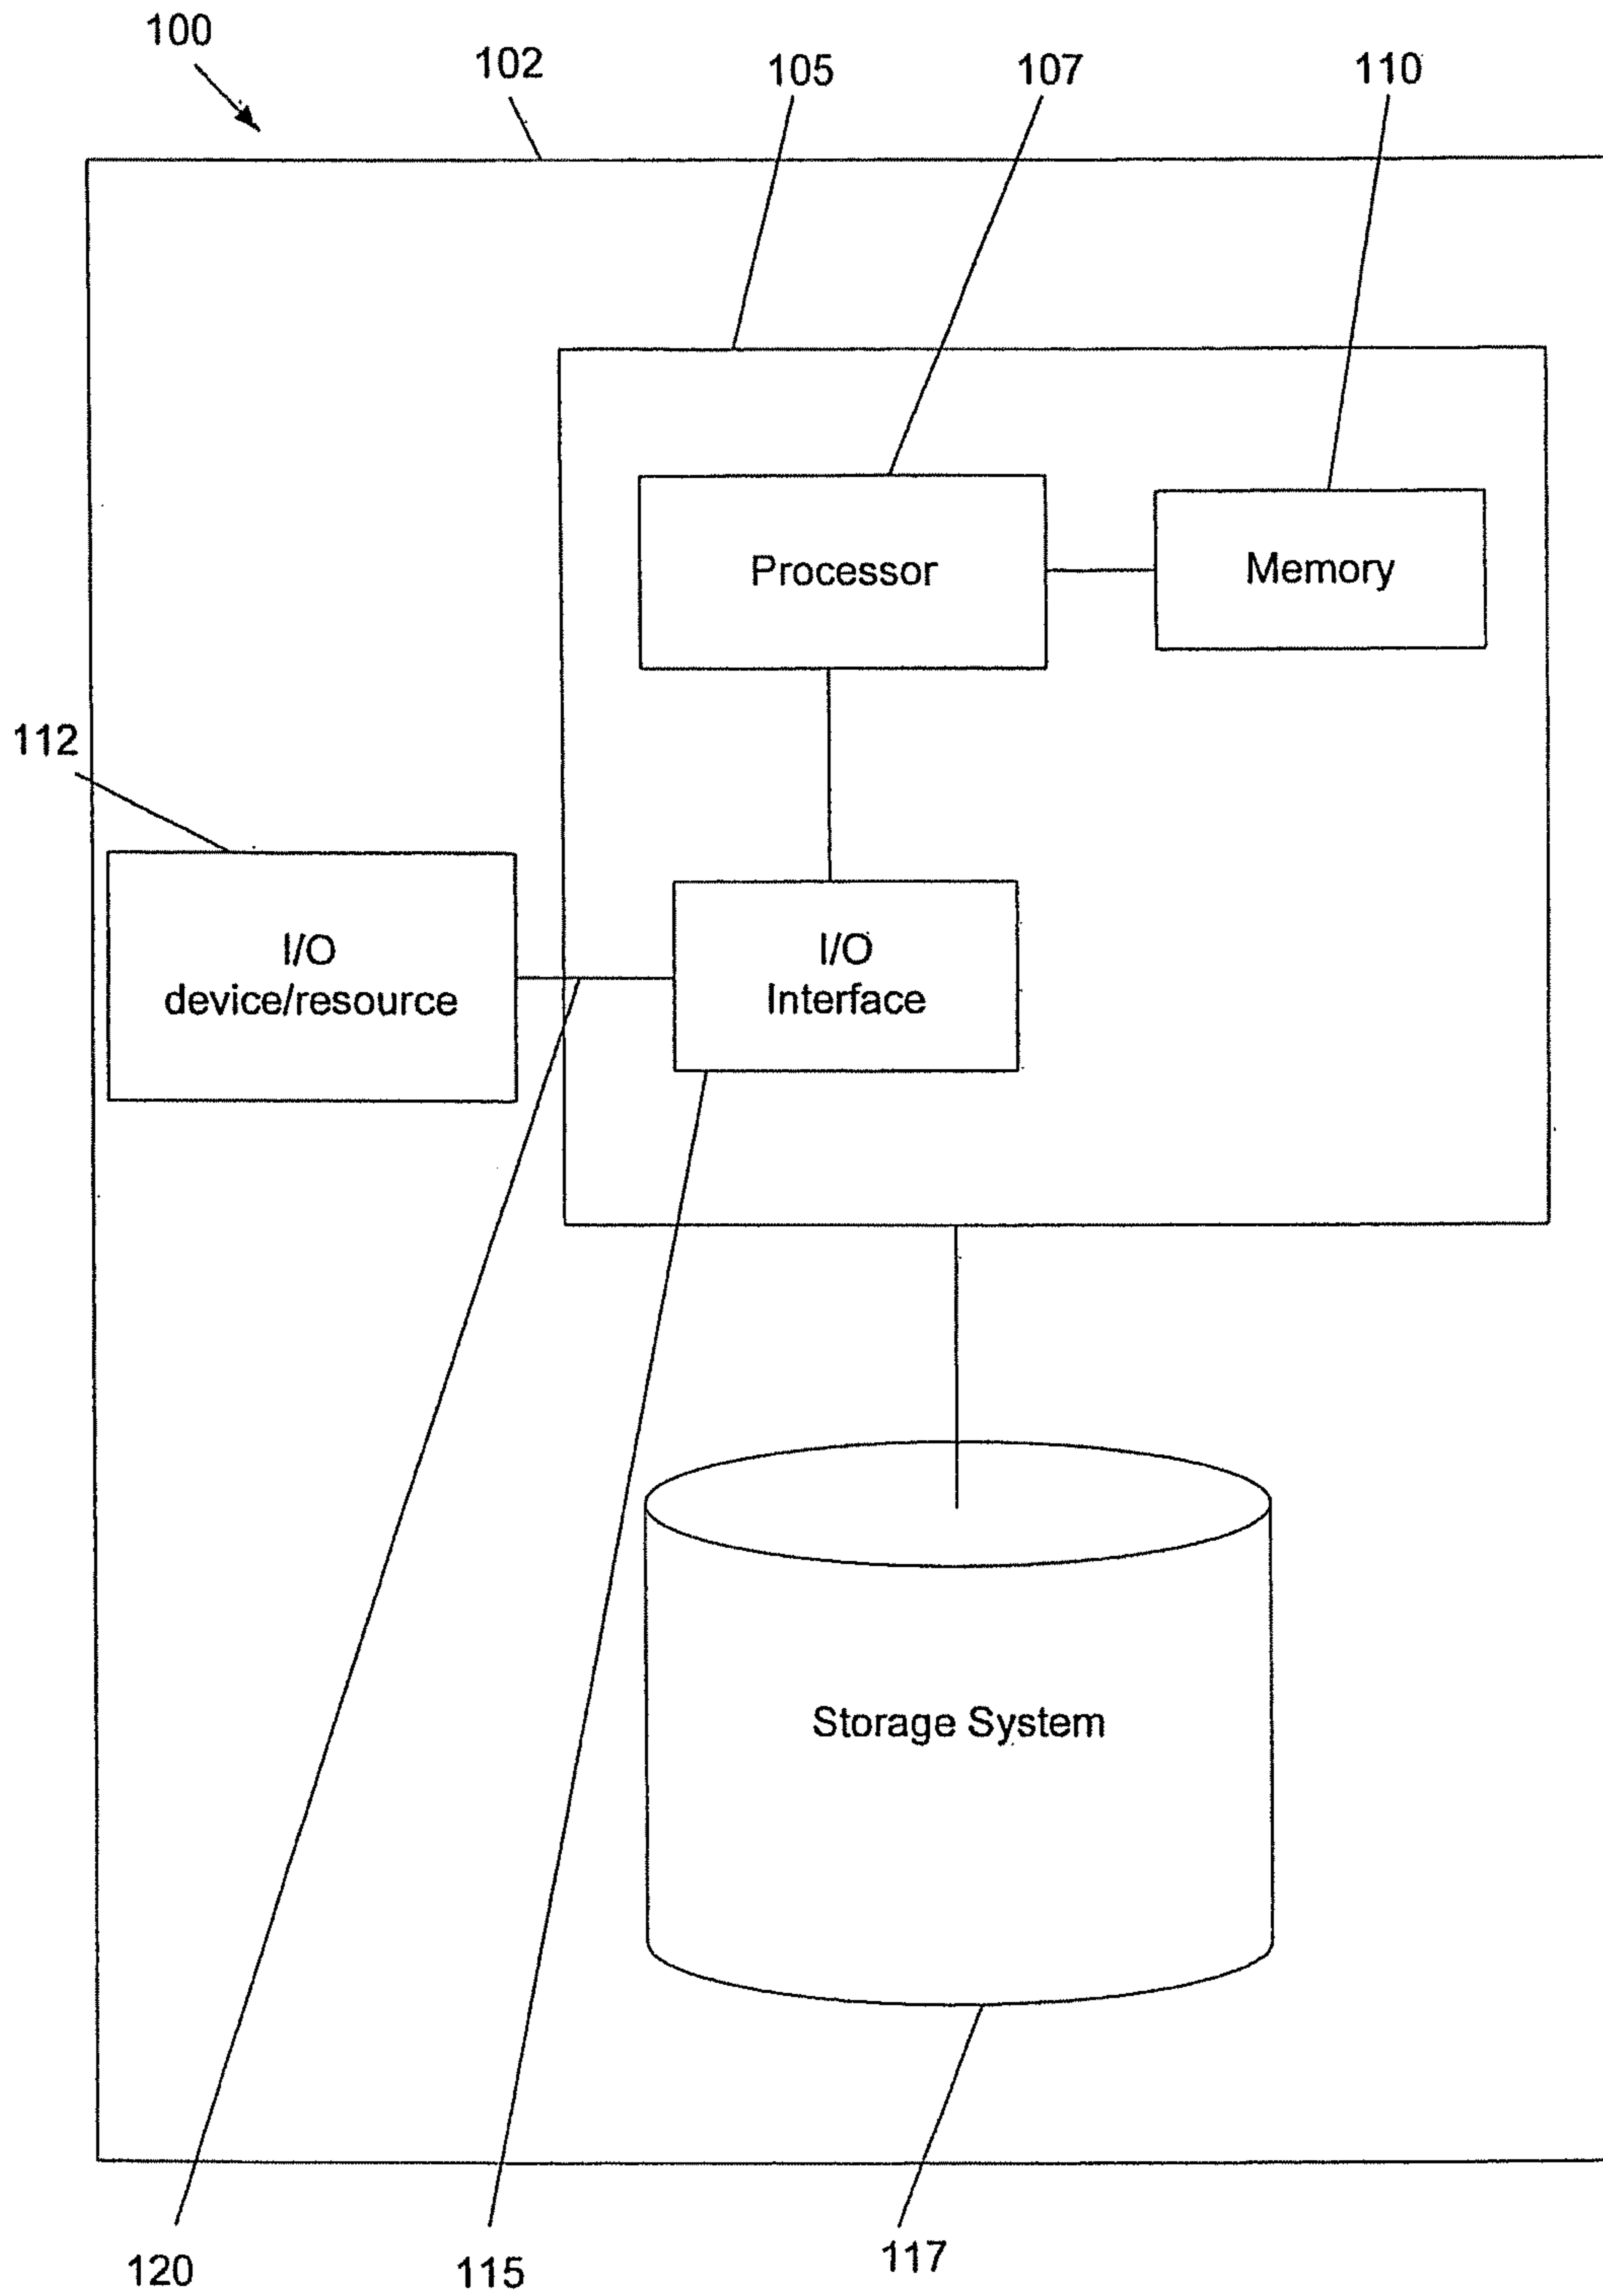 100
102
105
107
110
Processor
Memory
112
I/O
device/resource
I/O
Interface
Storage System
120
115
117